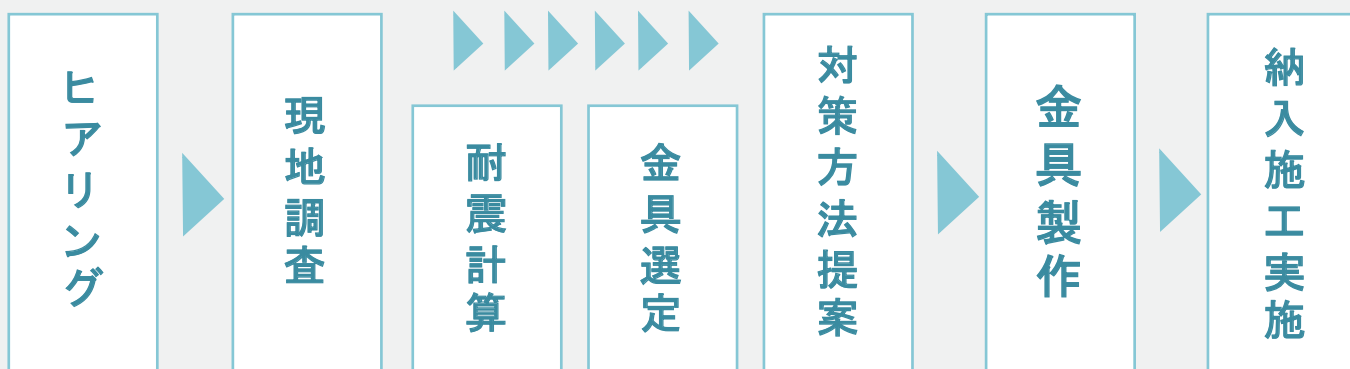 ヒアリング
現地調査
耐震計算
金具選定
対策方法提案
金具製作
納入施工実施